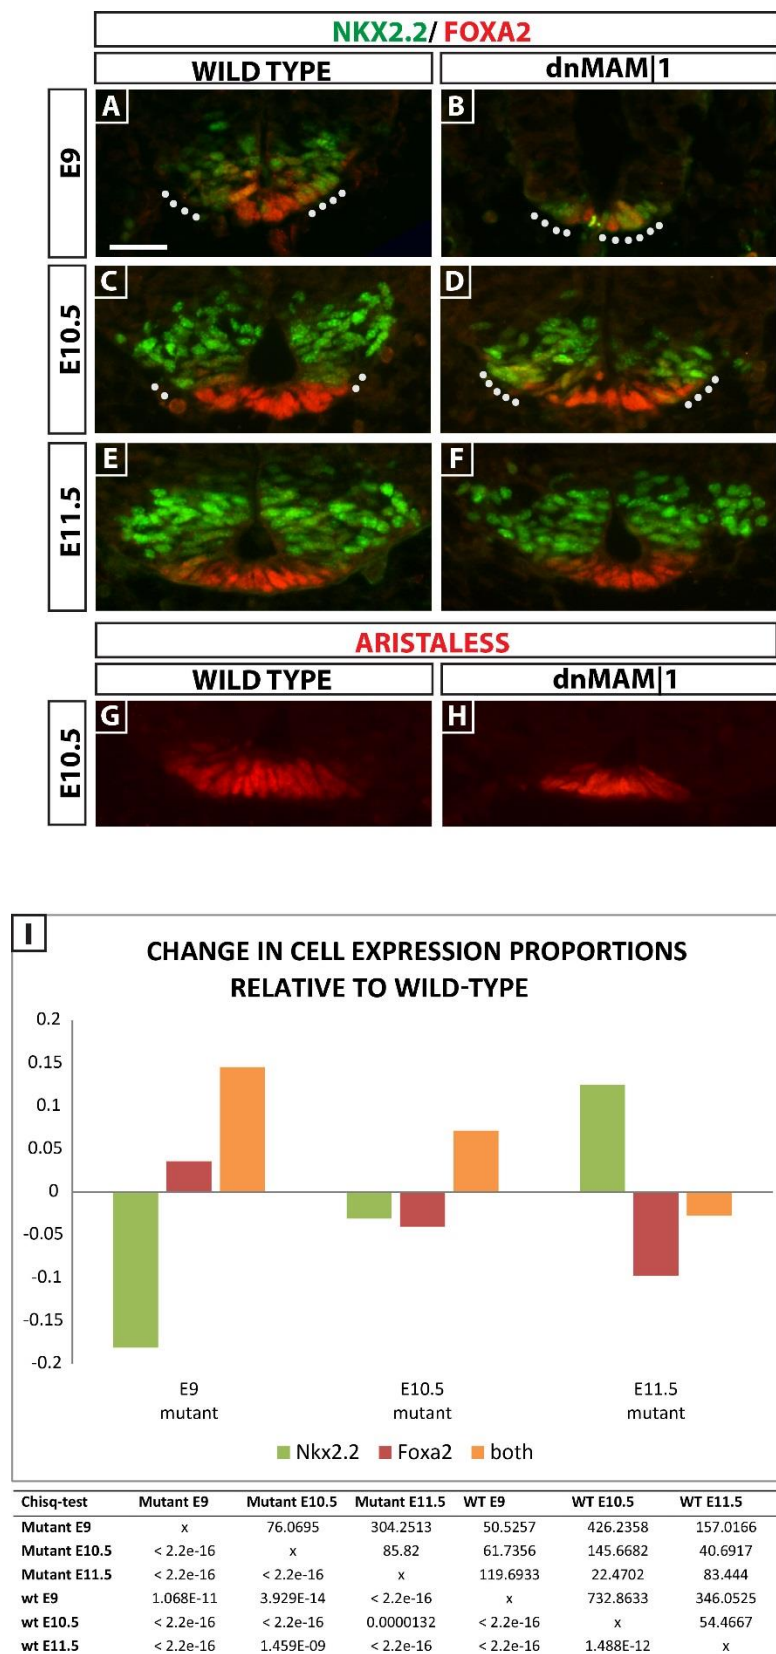 NKX2.2/ FOXA2
WILD TYPE
dnMAM|1
E9
A
B
E10.5
C
D
E11.5
E
F
ARISTALESS
WILD TYPE
dnMAM|1
E10.5
G
H
I
CHANGE IN CELL EXPRESSION PROPORTIONS
RELATIVE TO WILD-TYPE
0.2
0.15
0.1
0.05
0
-0.05
-0.1
-0.15
-0.2
E9 mutant
E10.5 mutant
E11.5 mutant
Nkx2.2 Foxa2 both
Chisq-test Mutant E9 Mutant E10.5 Mutant E11.5 WT E9 WT E10.5 WT E11.5
Mutant E9 x 76.0695 304.2513 50.5257 426.2358 157.0166
Mutant E10.5 < 2.2e-16 x 85.82 61.7356 145.6682 40.6917
Mutant E11.5 < 2.2e-16 < 2.2e-16 x 119.6933 22.4702 83.444
wt E9 1.068E-11 3.929E-14 < 2.2e-16 x 732.8633 346.0525
wt E10.5 < 2.2e-16 < 2.2e-16 0.0000132 < 2.2e-16 x 54.4667
wt E11.5 < 2.2e-16 1.459E-09 < 2.2e-16 < 2.2e-16 1.488E-12 x